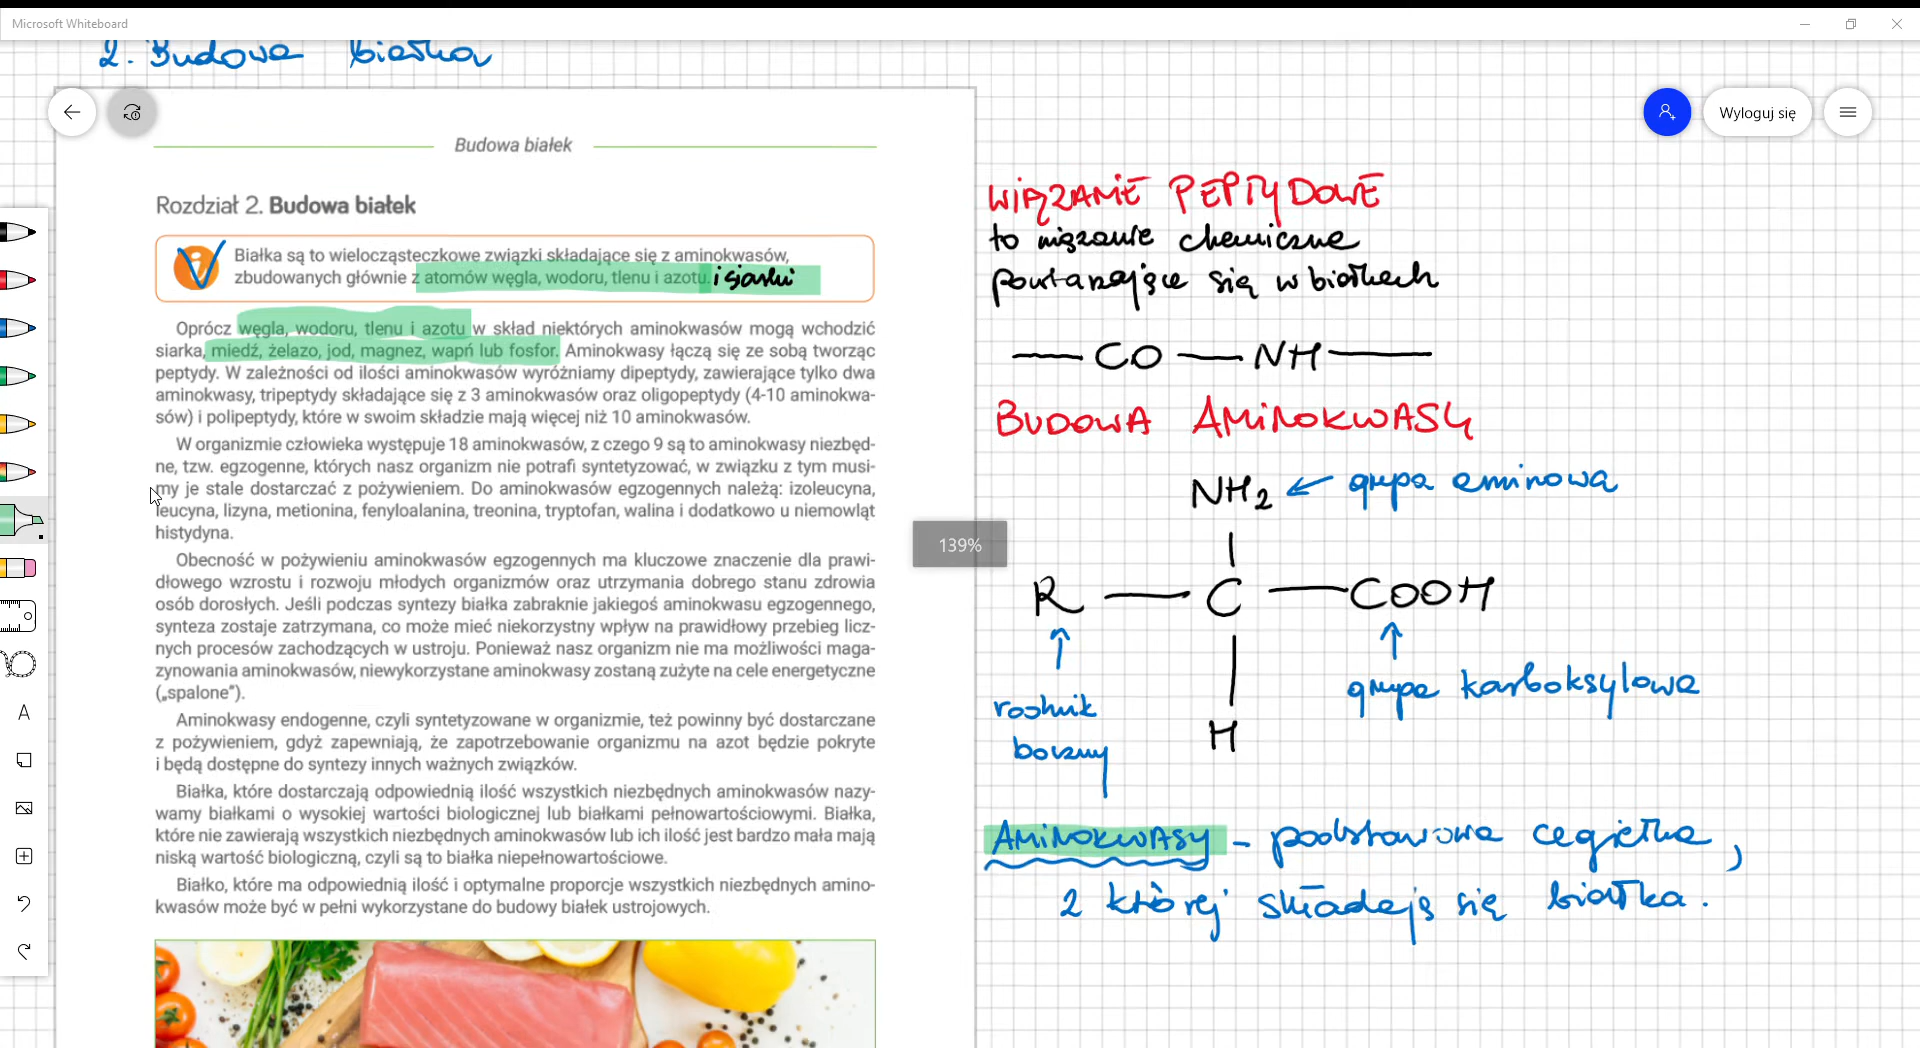 Microsoft Whiteboard
2. Budowa białka
Wyloguj się
Budowa białek
Rozdział 2. Budowa białek
Białka są to wielocząsteczkowe związki składające się z aminokwasów,
zbudowanych głównie z atomów węgla, wodoru, tlenu i azotu. i siarki
Oprócz węgla, wodoru, tlenu i azotu w skład niektórych aminokwasów mogą wchodzić
siarka, miedź, żelazo, jod, magnez, wapń lub fosfor. Aminokwasy łączą się ze sobą tworząc
peptydy. W zależności od ilości aminokwasów wyróżniamy dipeptydy, zawierające tylko dwa
aminokwasy, tripeptydy składające się z 3 aminokwasów oraz oligopeptydy (4-10 aminokwa-
sów) i polipeptydy, które w swoim składzie mają więcej niż 10 aminokwasów.
W organizmie człowieka występuje 18 aminokwasów, z czego 9 są to aminokwasy niezbęd-
ne, tzw. egzogenne, których nasz organizm nie potrafi syntetyzować, w związku z tym musi-
my je stale dostarczać z pożywieniem. Do aminokwasów egzogennych należą: izoleucyna,
leucyna, lizyna, metionina, fenyloalanina, treonina, tryptofan, walina i dodatkowo u niemowląt
histydyna.
Obecność w pożywieniu aminokwasów egzogennych ma kluczowe znaczenie dla prawi-
dłowego wzrostu i rozwoju młodych organizmów oraz utrzymania dobrego stanu zdrowia
osób dorosłych. Jeśli podczas syntezy białka zabraknie jakiegoś aminokwasu egzogennego,
synteza zostaje zatrzymana, co może mieć niekorzystny wpływ na prawidłowy przebieg licz-
nych procesów zachodzących w ustroju. Ponieważ nasz organizm nie ma możliwości maga-
zynowania aminokwasów, niewykorzystane aminokwasy zostaną zużyte na cele energetyczne
(„spalone”).
Aminokwasy endogenne, czyli syntetyzowane w organizmie, też powinny być dostarczane
z pożywieniem, gdyż zapewniają, że zapotrzebowanie organizmu na azot będzie pokryte
i będą dostępne do syntezy innych ważnych związków.
Białka, które dostarczają odpowiednią ilość wszystkich niezbędnych aminokwasów nazy-
wamy białkami o wysokiej wartości biologicznej lub białkami pełnowartościowymi. Białka,
które nie zawierają wszystkich niezbędnych aminokwasów lub ich ilość jest bardzo mała mają
niską wartość biologiczną, czyli są to białka niepełnowartościowe.
Białko, które ma odpowiednią ilość i optymalne proporcje wszystkich niezbędnych amino-
kwasów może być w pełni wykorzystane do budowy białek ustrojowych.
139%
WIĄZANIE PEPTYDOWE
to wiązanie chemiczne
powtarzające się w białkach
— CO — NH —
BUDOWA AMINOKWASU
NH2 ← grupa aminowa
R — C — COOH
rodnik
boczny
grupa karboksylowa
H
AMINOKWASY – podstawowa cegiełka,
z której składają się białka.